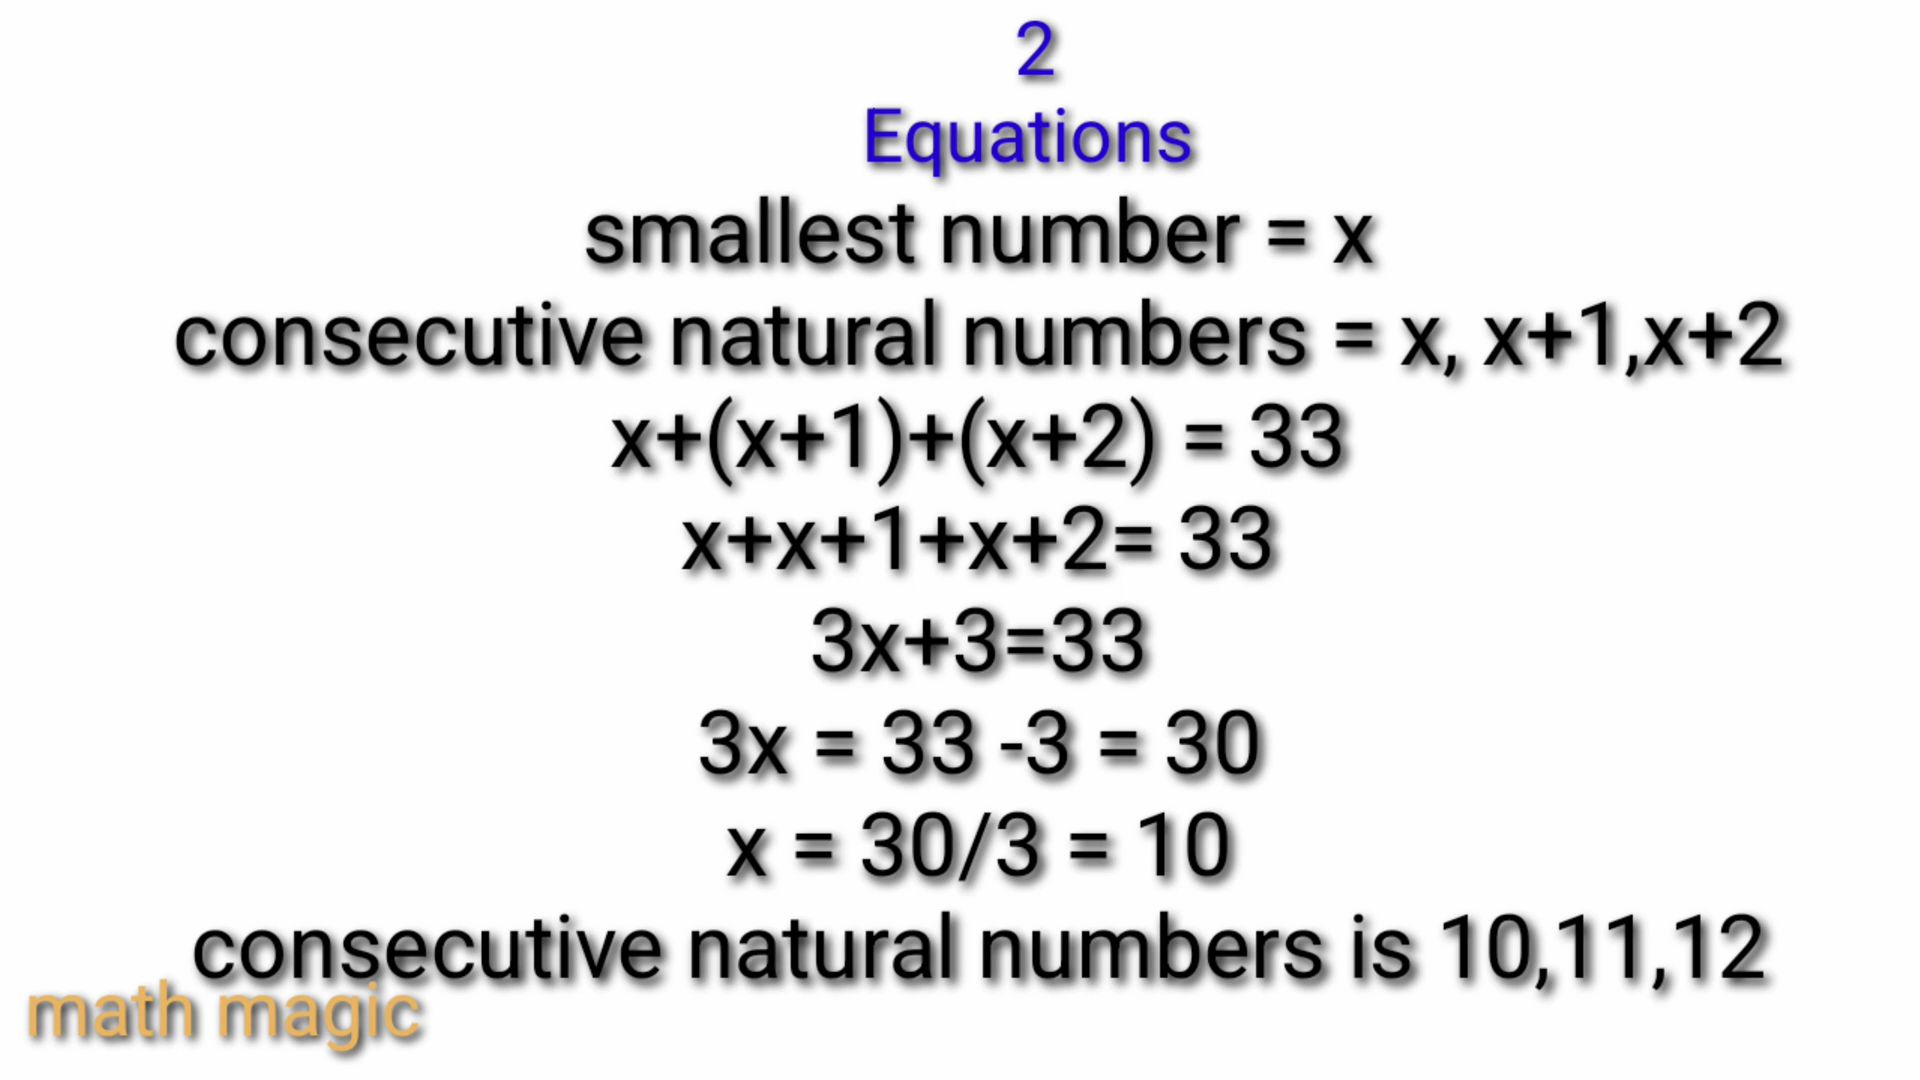 2
Equations
smallest number = x
consecutive natural numbers = x, x+1,x+2
x+(x+1)+(x+2) = 33
x+x+1+x+2= 33
3x+3=33
3x = 33 -3 = 30
x = 30/3 = 10
consecutive natural numbers is 10,11,12
math magic